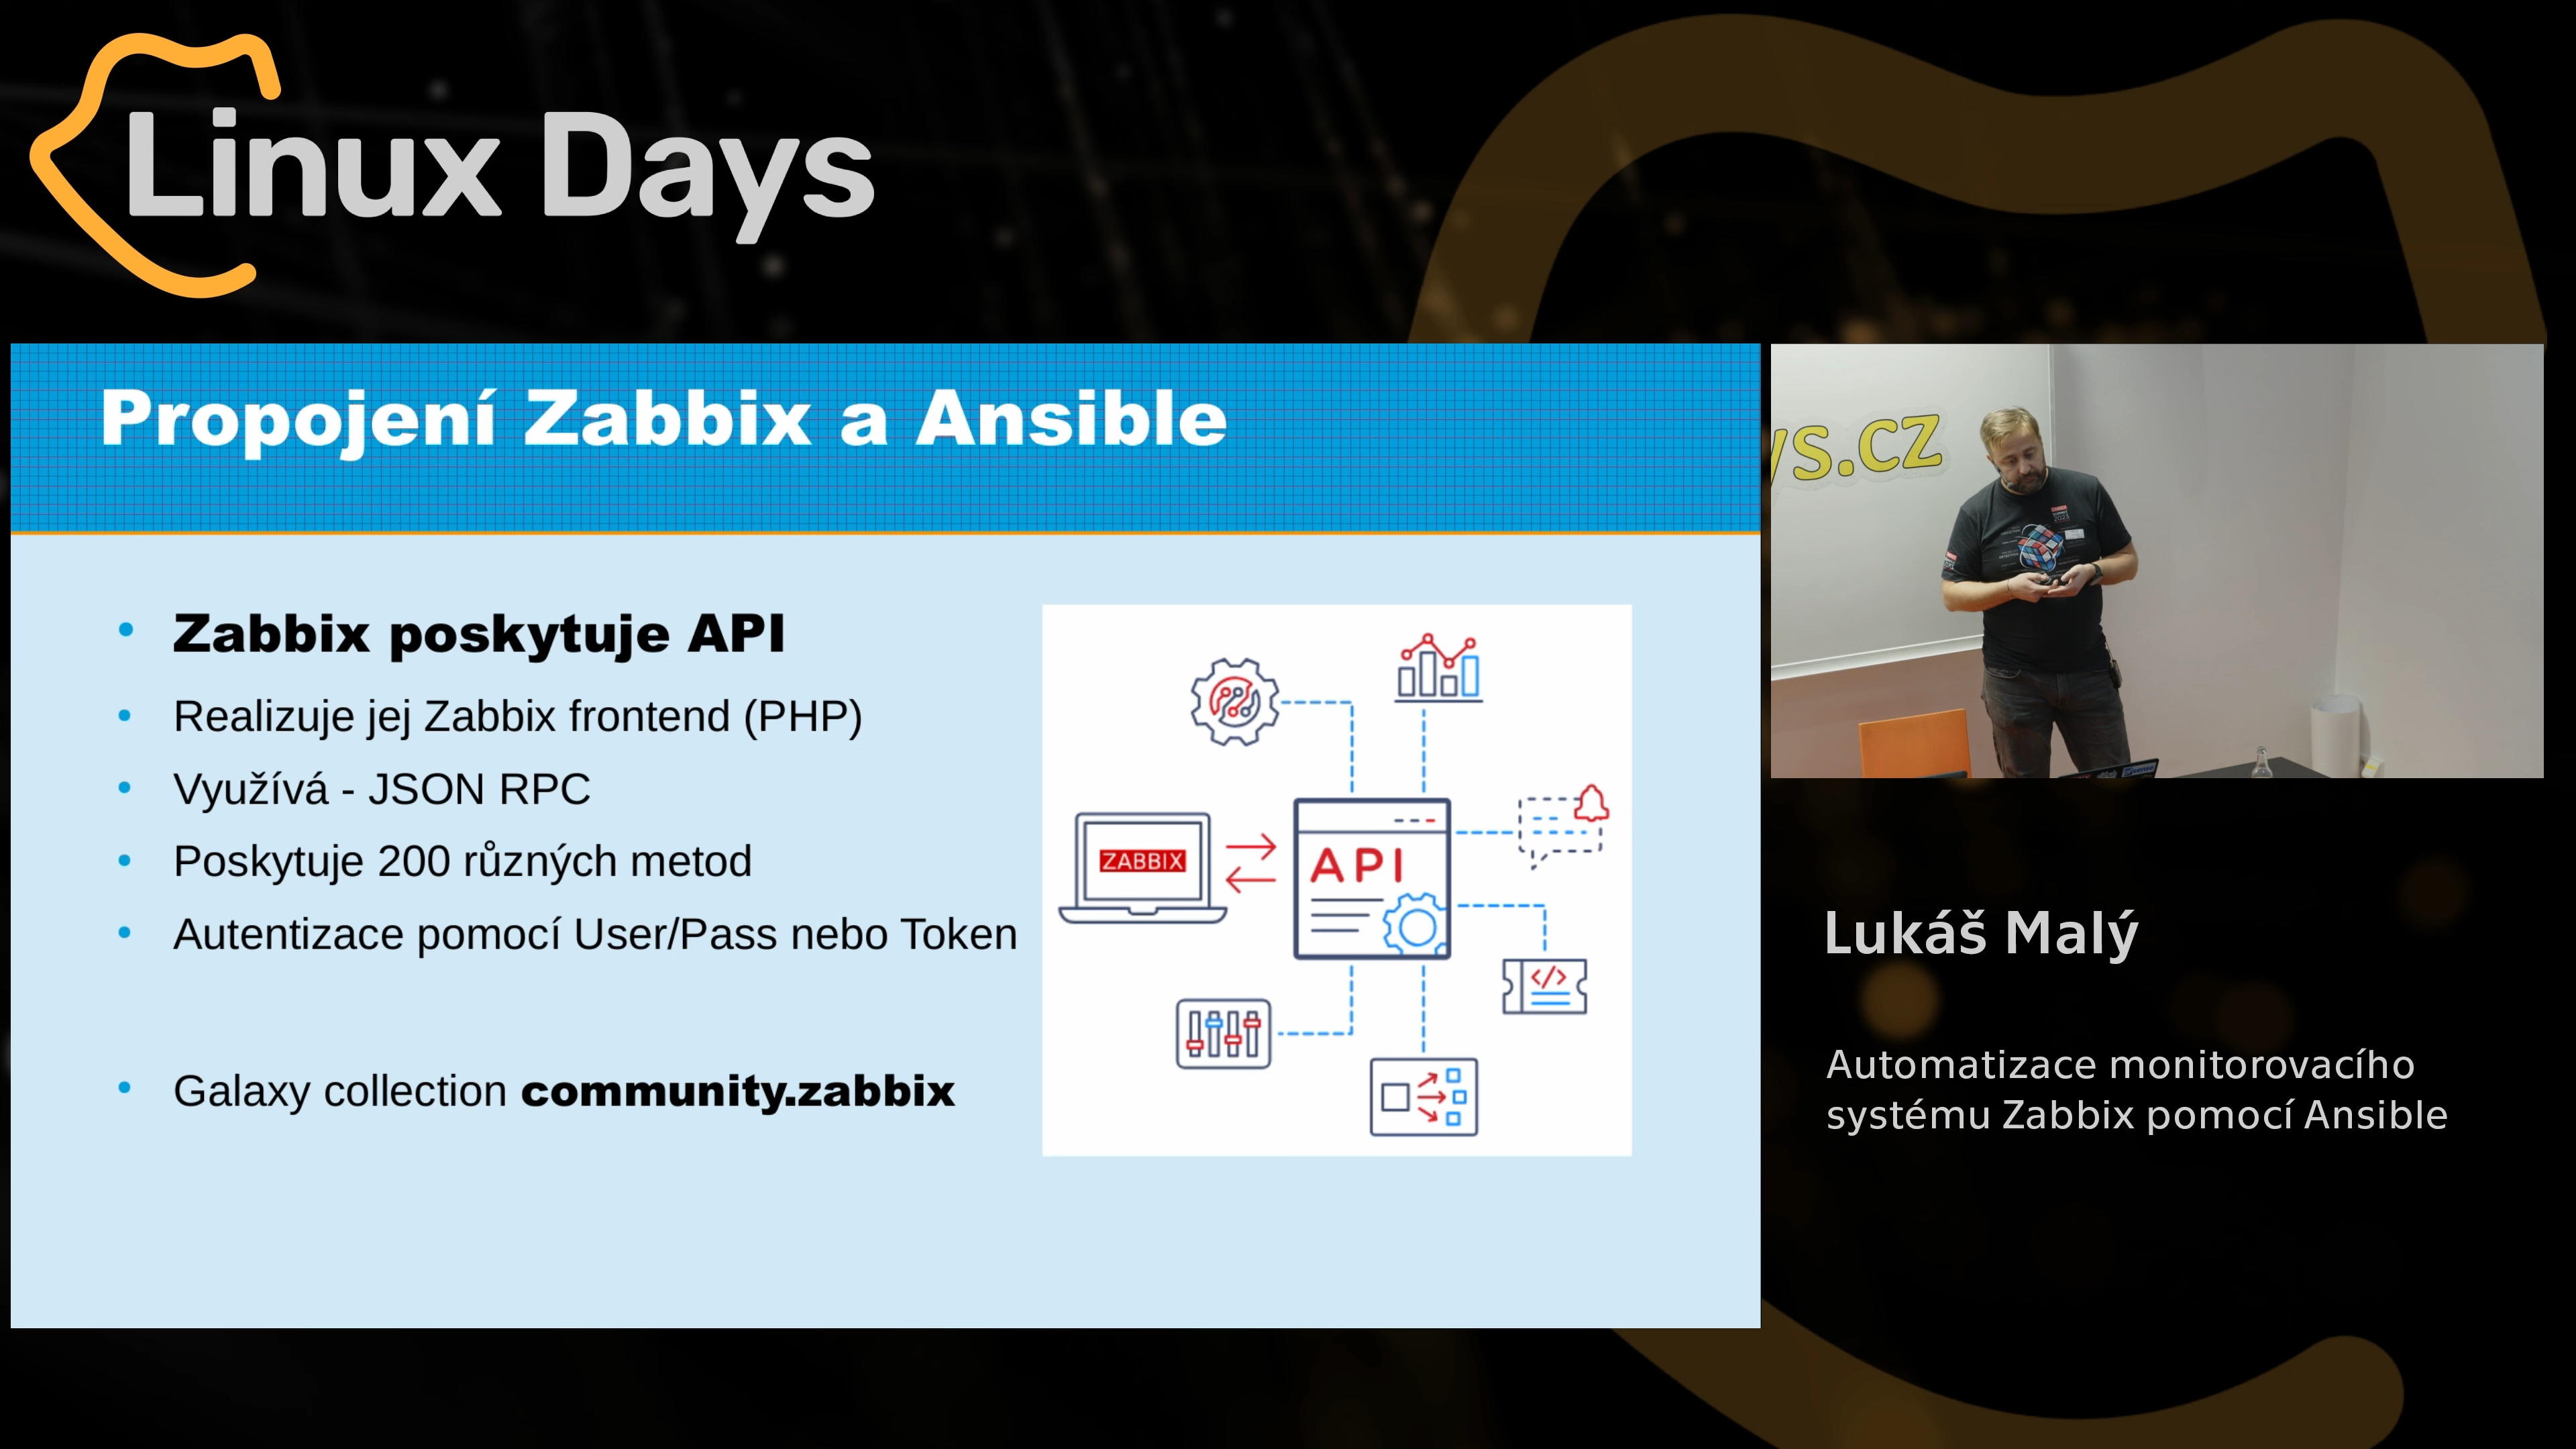 Linux Days
Propojení Zabbix a Ansible
Zabbix poskytuje API
Realizuje jej Zabbix frontend (PHP)
Využívá - JSON RPC
Poskytuje 200 různých metod
Autentizace pomocí User/Pass nebo Token
Galaxy collection community.zabbix
ZABBIX
API
</>
ys.cz
Lukáš Malý
Automatizace monitorovacího
systému Zabbix pomocí Ansible